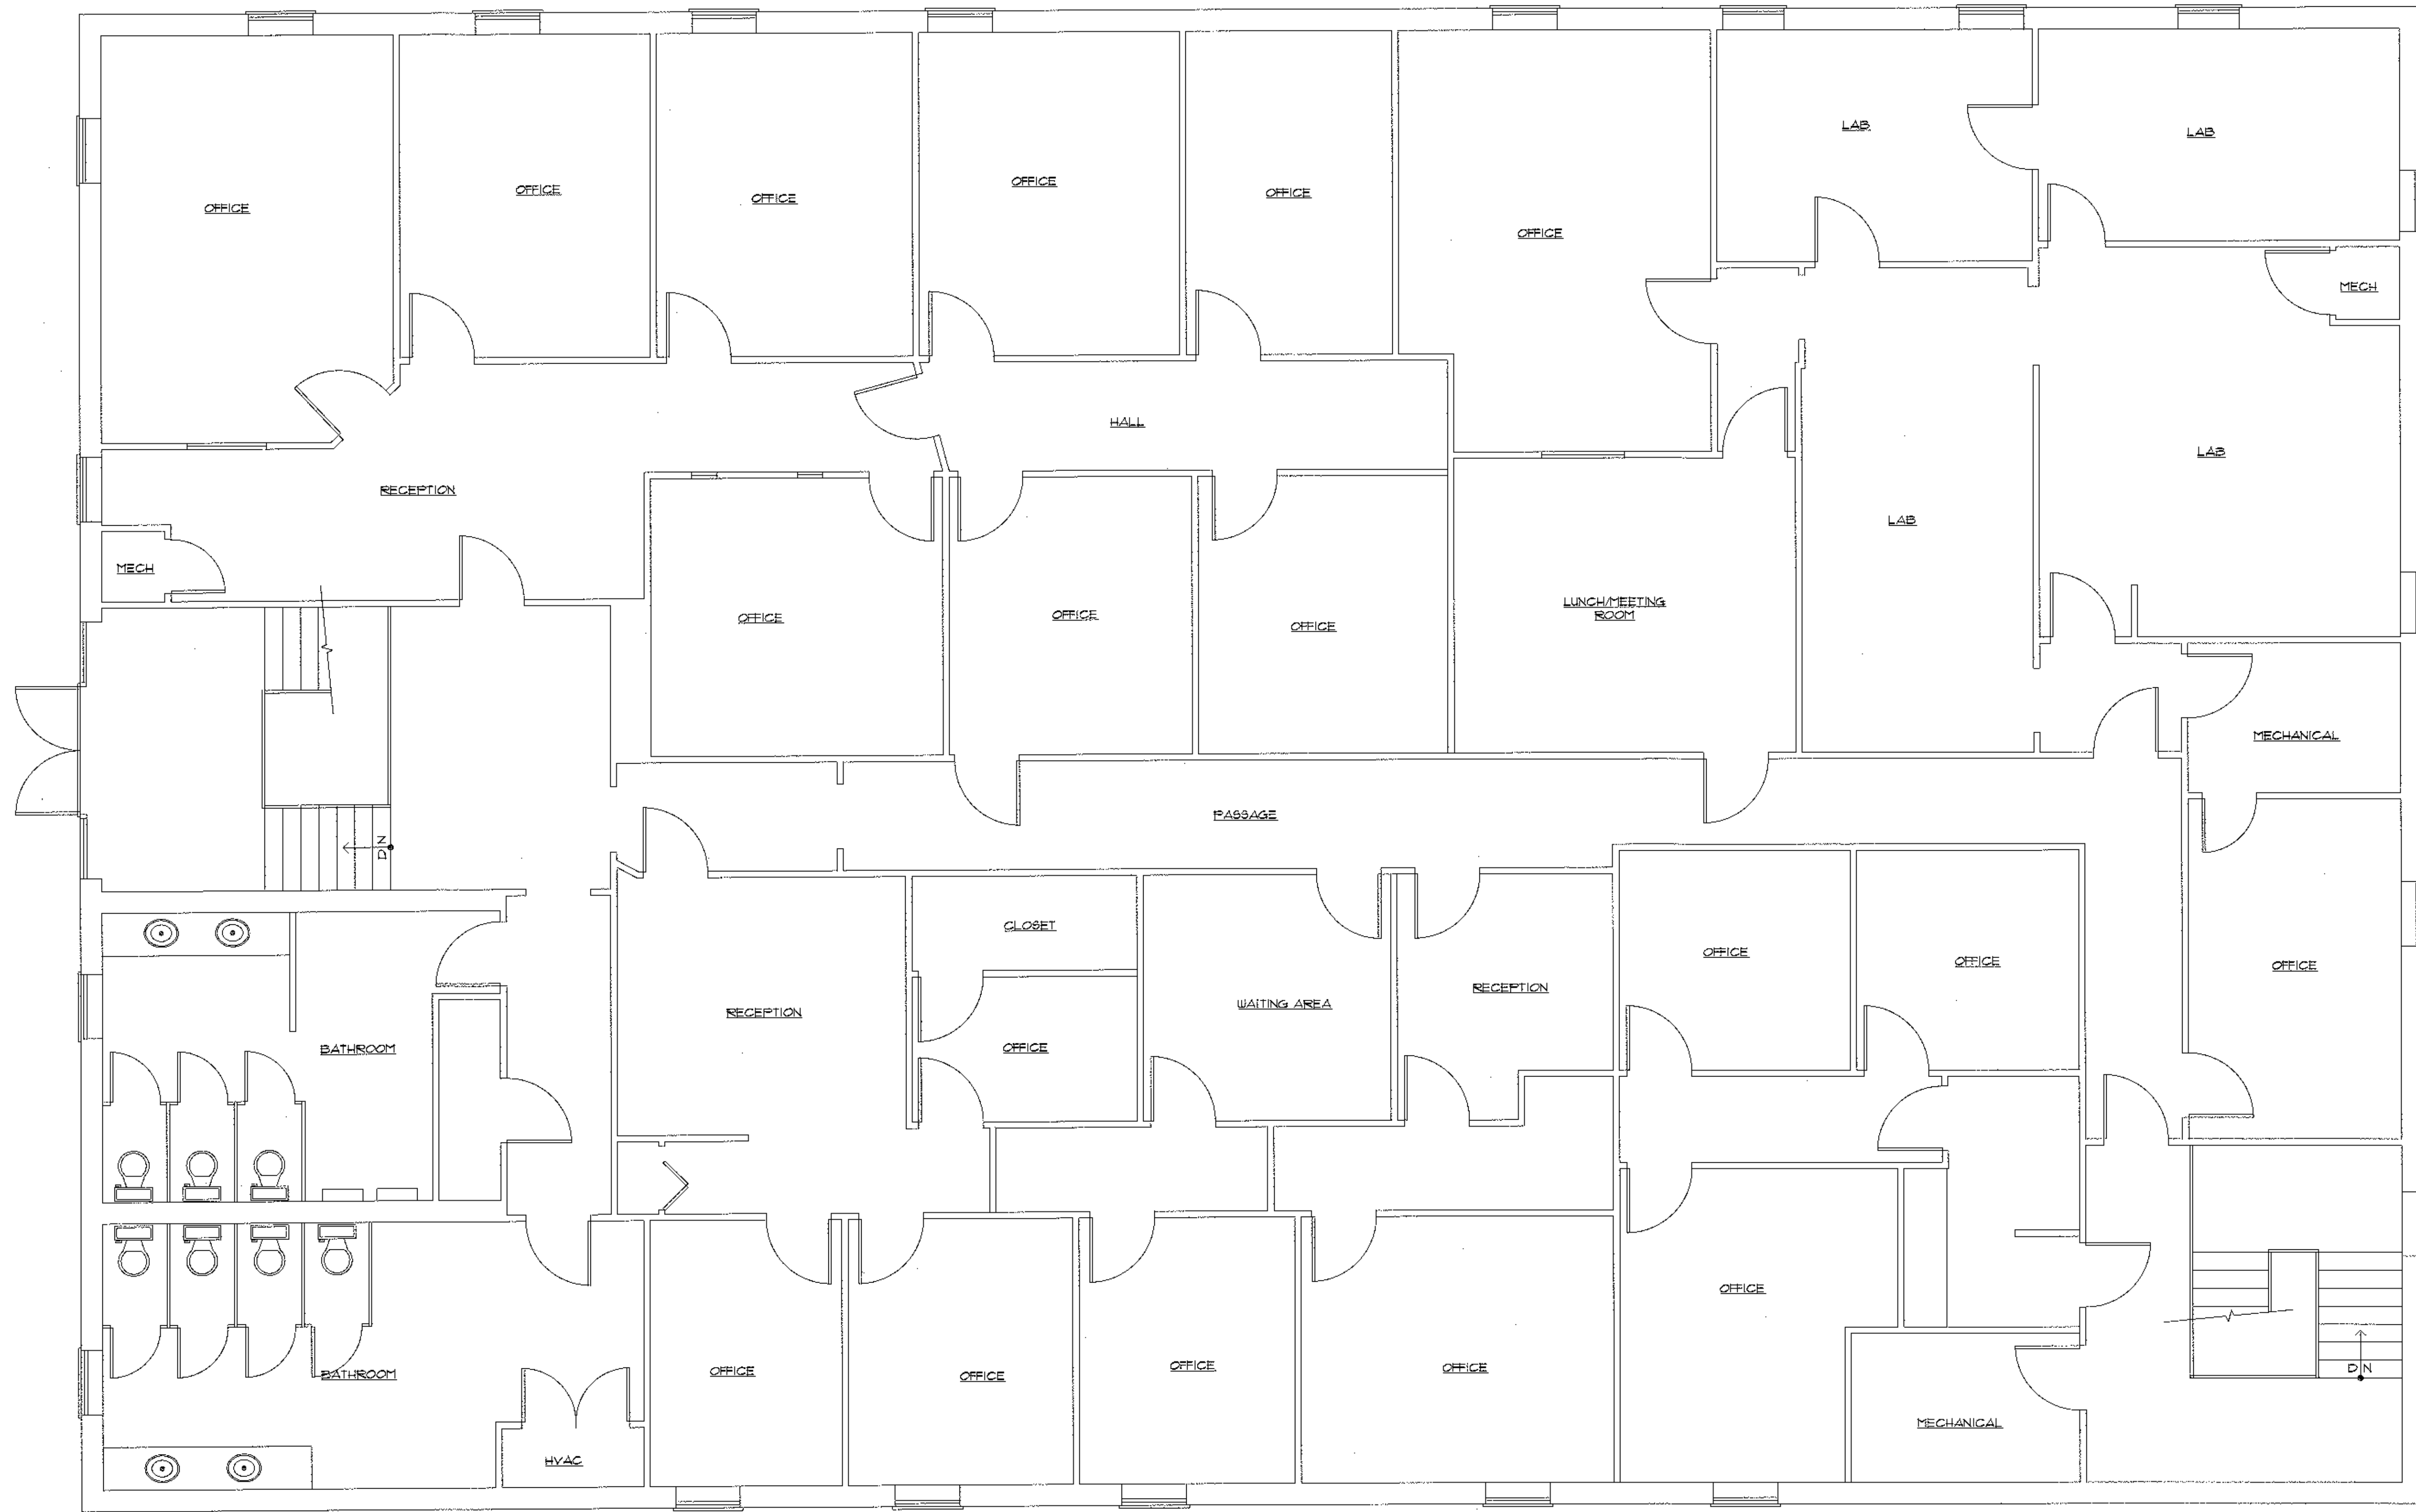 LAB
LAB
OFFICE
OFFICE
OFFICE
OFFICE
OFFICE
OFFICE
MECH
HALL
LAB
RECEPTION
LAB
MECH
OFFICE
OFFICE
OFFICE
LUNCH/MEETING
ROOM
MECHANICAL
PASSAGE
DN
CLOSET
OFFICE
OFFICE
OFFICE
RECEPTION
WAITING AREA
RECEPTION
BATHROOM
OFFICE
OFFICE
BATHROOM
OFFICE
OFFICE
OFFICE
OFFICE
DN
MECHANICAL
HVAC